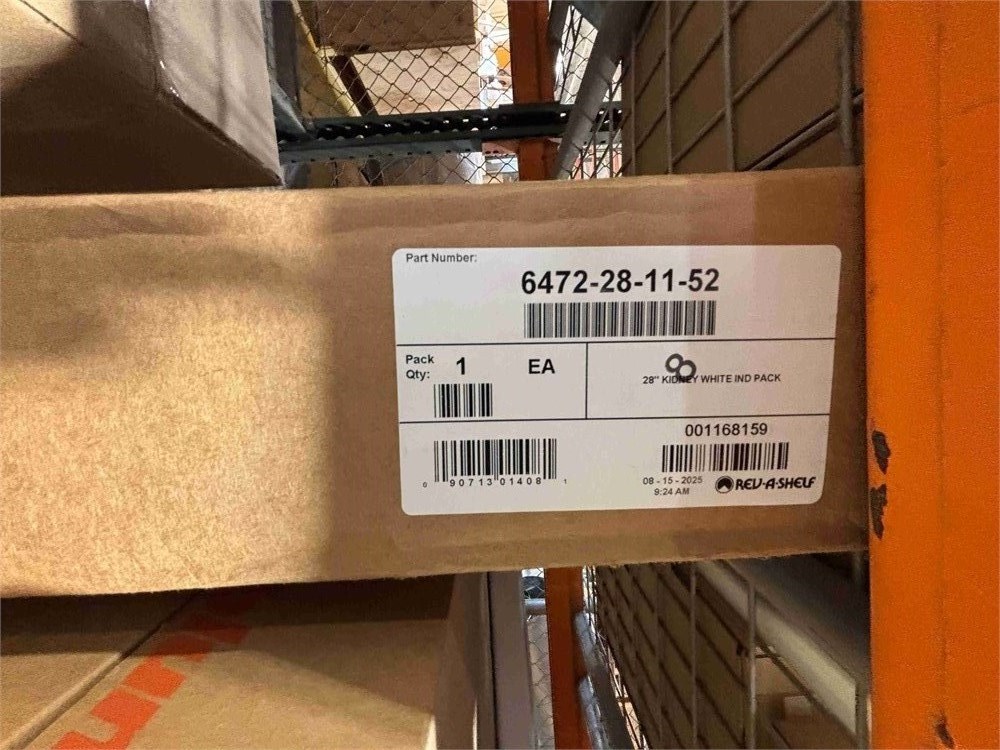 Part Number:
6472-28-11-52
Pack
Qty: 1 EA
8
28" KIDNEY WHITE IND PACK
0 90713 01408 1
001168159
08 - 15 - 2025
9:24 AM
REV-A-SHELF